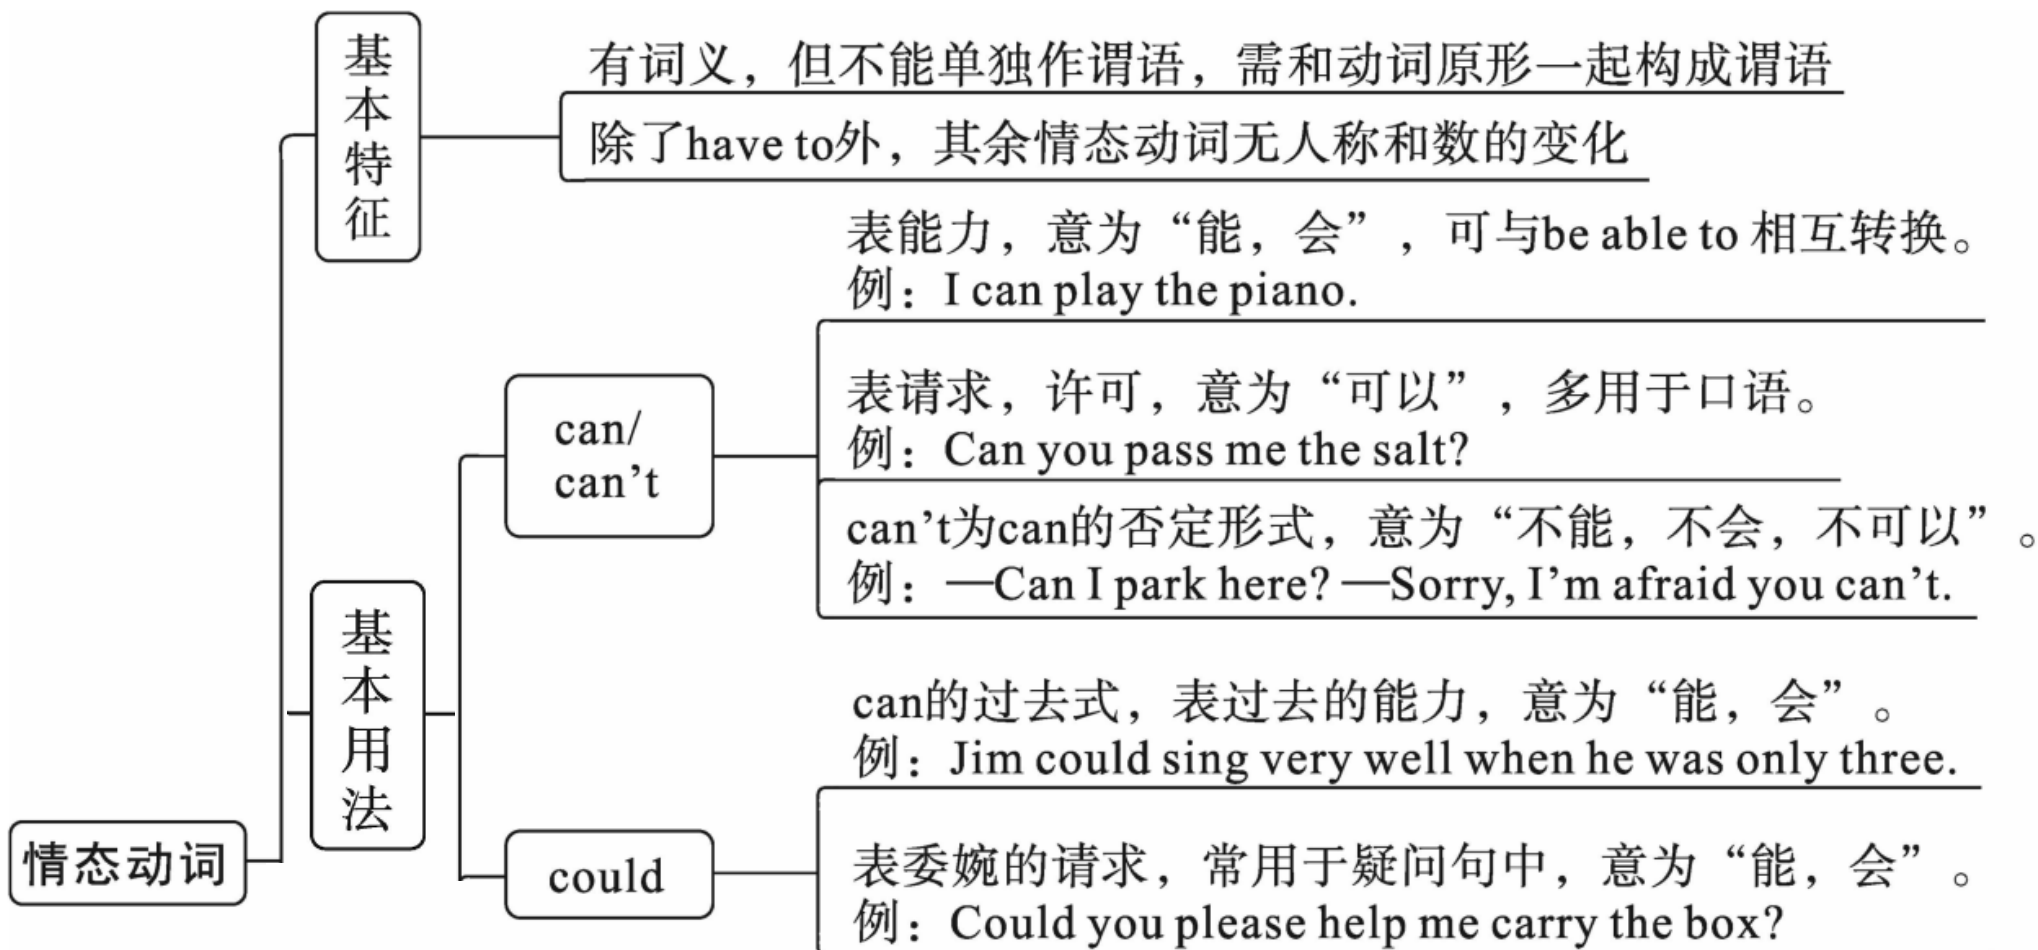 基本特征
有词义，但不能单独作谓语，需和动词原形一起构成谓语
除了have to外，其余情态动词无人称和数的变化
表能力，意为“能，会”，可与be able to 相互转换。
例：I can play the piano.
can/
can’t
表请求，许可，意为“可以”，多用于口语。
例：Can you pass me the salt?
can’t为can的否定形式，意为“不能，不会，不可以”。
例：—Can I park here? —Sorry, I’m afraid you can’t.
基本用法
can的过去式，表过去的能力，意为“能，会”。
例：Jim could sing very well when he was only three.
情态动词
could
表委婉的请求，常用于疑问句中，意为“能，会”。
例：Could you please help me carry the box?